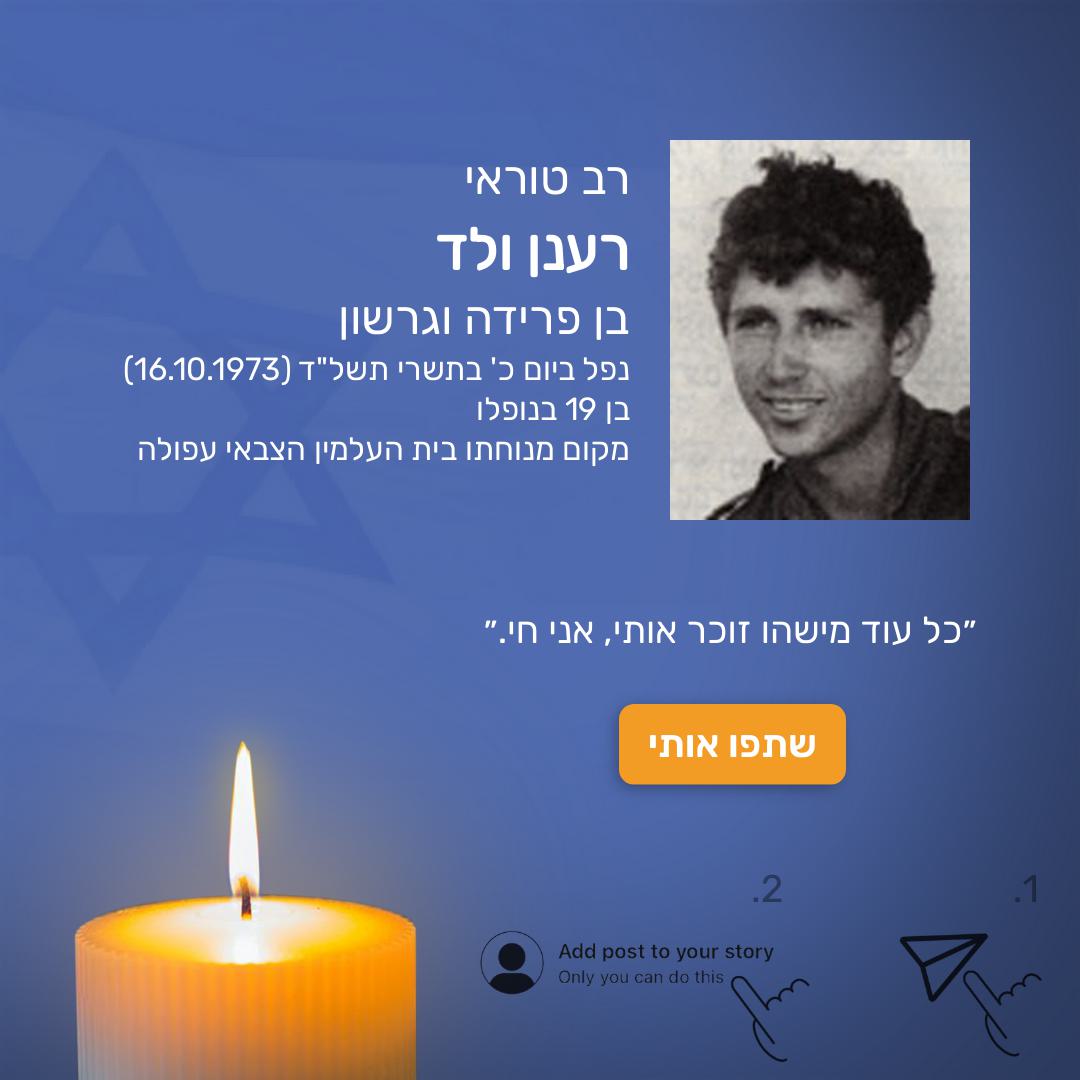 רב טוראי
רענן ולד
בן פרידה וגרשון
נפל ביום כ' בתשרי תשל"ד (16.10.1973)
בן 19 בנופלו
מקום מנוחתו בית העלמין הצבאי עפולה
״כל עוד מישהו זוכר אותי, אני חי.״
שתפו אותי
.1
.2
Add post to your story
Only you can do this